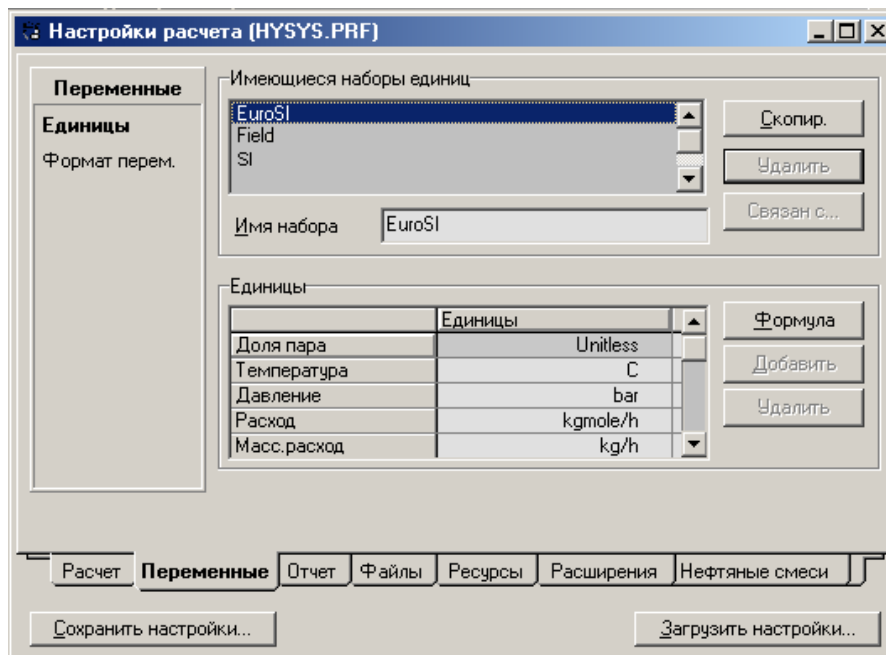 Настройки расчета (HYSYS.PRF)
Переменные
Единицы
Формат перем.
Имеющиеся наборы единиц
EuroSI
Field
SI
Имя набора
EuroSI
Скопир.
Удалить
Связан с...
Единицы
Единицы
Доля пара Unitless
Температура C
Давление bar
Расход kgmole/h
Масс.расход kg/h
Формула
Добавить
Удалить
Расчет Переменные Отчет Файлы Ресурсы Расширения Нефтяные смеси
Сохранить настройки... Загрузить настройки...